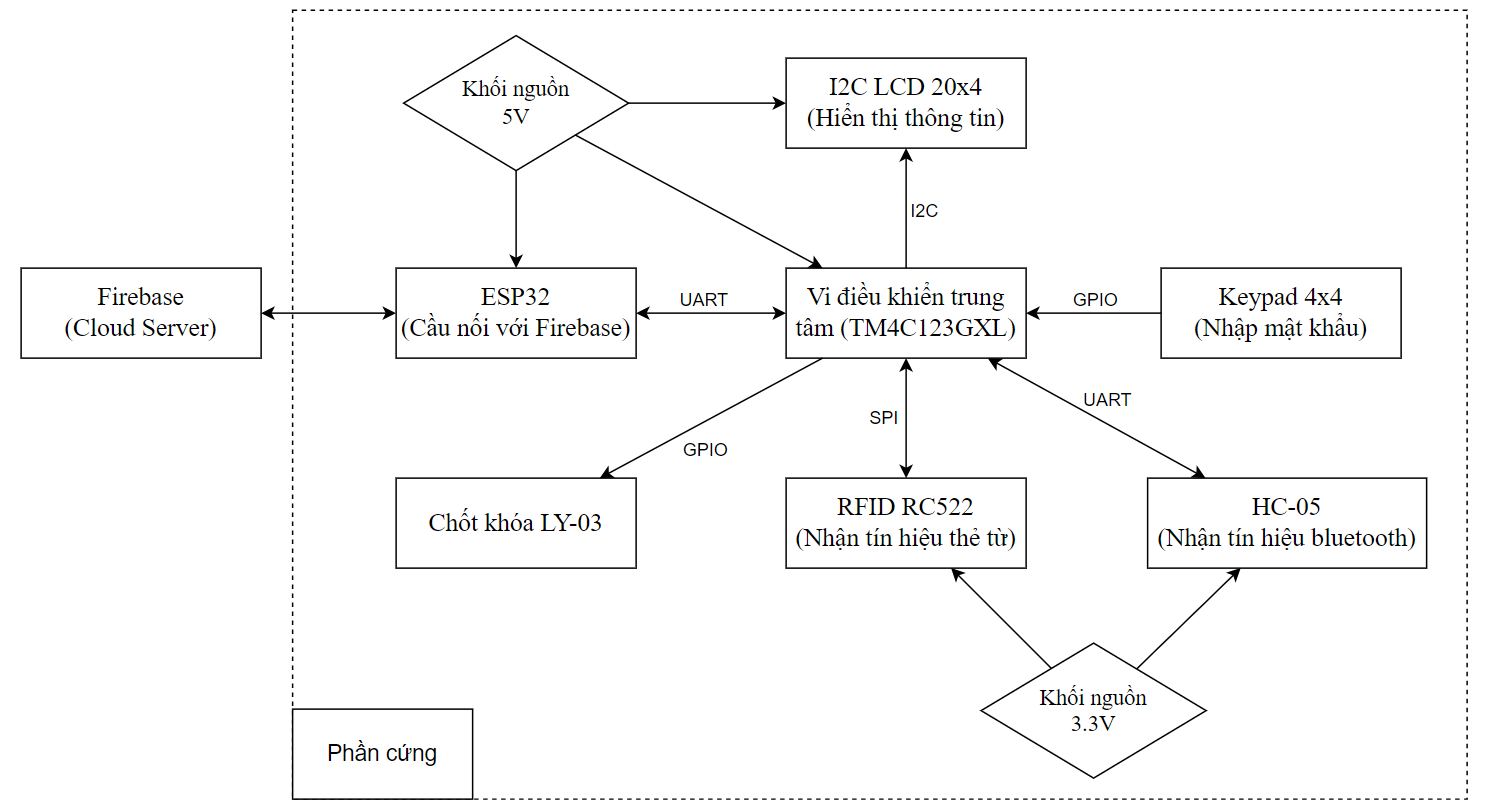 Khối nguồn
5V
I2C LCD 20x4
(Hiển thị thông tin)
I2C
Firebase
(Cloud Server)
ESP32
(Cầu nối với Firebase)
UART
Vi điều khiển trung
tâm (TM4C123GXL)
GPIO
Keypad 4x4
(Nhập mật khẩu)
GPIO
SPI
UART
Chốt khóa LY-03
RFID RC522
(Nhận tín hiệu thẻ từ)
HC-05
(Nhận tín hiệu bluetooth)
Khối nguồn
3.3V
Phần cứng